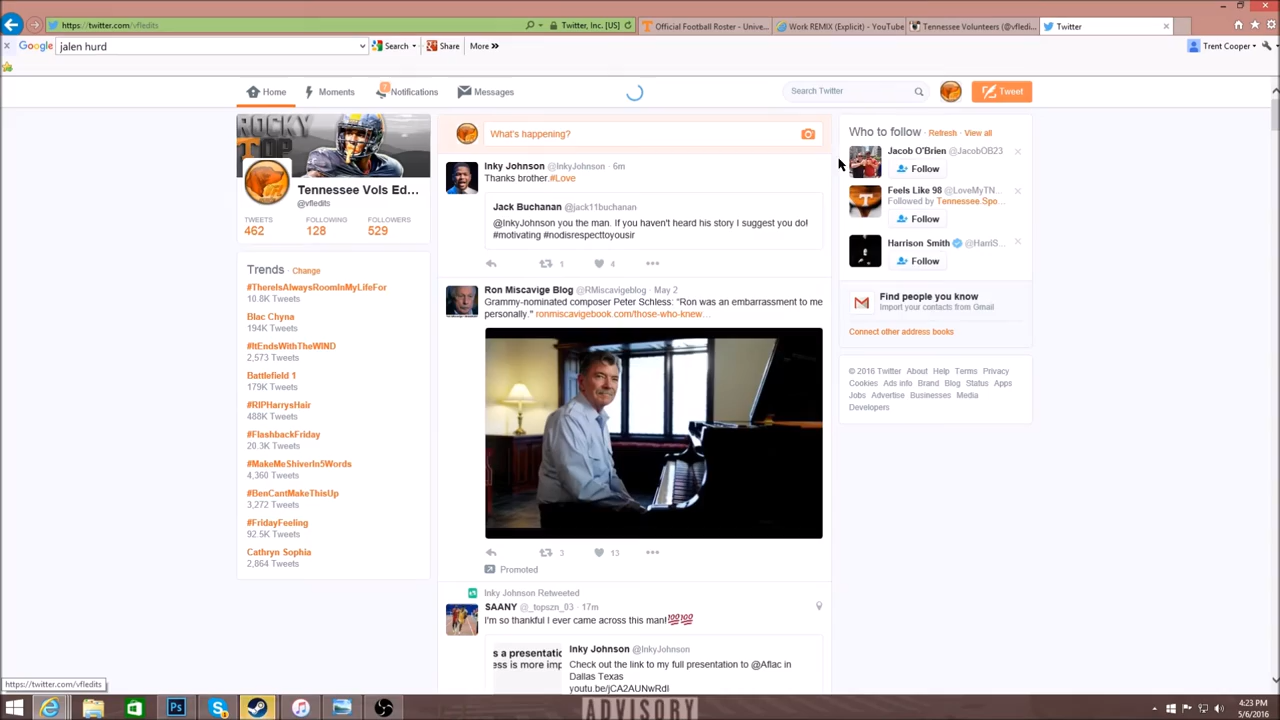 https://twitter.com/vfledits
Twitter, Inc. [US]
Official Football Roster - Unive...
Work REMIX (Explicit) - YouTube
Tennessee Volunteers (@vfledi...
Twitter
Google
jalen hurd
Search
Share
More »
Trent Cooper
Home
Moments
7
Notifications
Messages
Search Twitter
Tweet
ROCKY
TOP
Tennessee Vols Ed...
@vfledits
TWEETS
FOLLOWING
FOLLOWERS
462
128
529
Trends · Change
#ThereIsAlwaysRoomInMyLifeFor
10.8K Tweets
Blac Chyna
194K Tweets
#ItEndsWithTheWIND
2,573 Tweets
Battlefield 1
179K Tweets
#RIPHarrysHair
488K Tweets
#FlashbackFriday
20.3K Tweets
#MakeMeShiverIn5Words
4,360 Tweets
#BenCantMakeThisUp
3,272 Tweets
#FridayFeeling
92.5K Tweets
Cathryn Sophia
2,864 Tweets
What's happening?
Inky Johnson @InkyJohnson · 6m
Thanks brother.#Love
Jack Buchanan @jack11buchanan
@InkyJohnson you the man. If you haven't heard his story I suggest you do!
#motivating #nodisrespecttoyousir
1
4
Ron Miscavige Blog @RMiscavigeblog · May 2
Grammy-nominated composer Peter Schless: "Ron was an embarrassment to me
personally." ronmiscavigebook.com/those-who-knew...
3
13
Promoted
Inky Johnson Retweeted
SAANY @_topszn_03 · 17m
I'm so thankful I ever came across this man!💯💯
s a presentatio
ess is more imp
Inky Johnson @InkyJohnson
Check out the link to my full presentation to @Aflac in
Dallas Texas
youtu.be/jCA2AUNwRdI
Who to follow · Refresh · View all
Jacob O'Brien @JacobOB23
Follow
Feels Like 98 @LoveMyTN...
Followed by Tennessee.Spo...
Follow
Harrison Smith @HarriS...
Follow
Find people you know
Import your contacts from Gmail
Connect other address books
© 2016 Twitter About Help Terms Privacy
Cookies Ads info Brand Blog Status Apps
Jobs Advertise Businesses Media
Developers
https://twitter.com/vfledits
ADVISORY
4:23 PM
5/6/2016